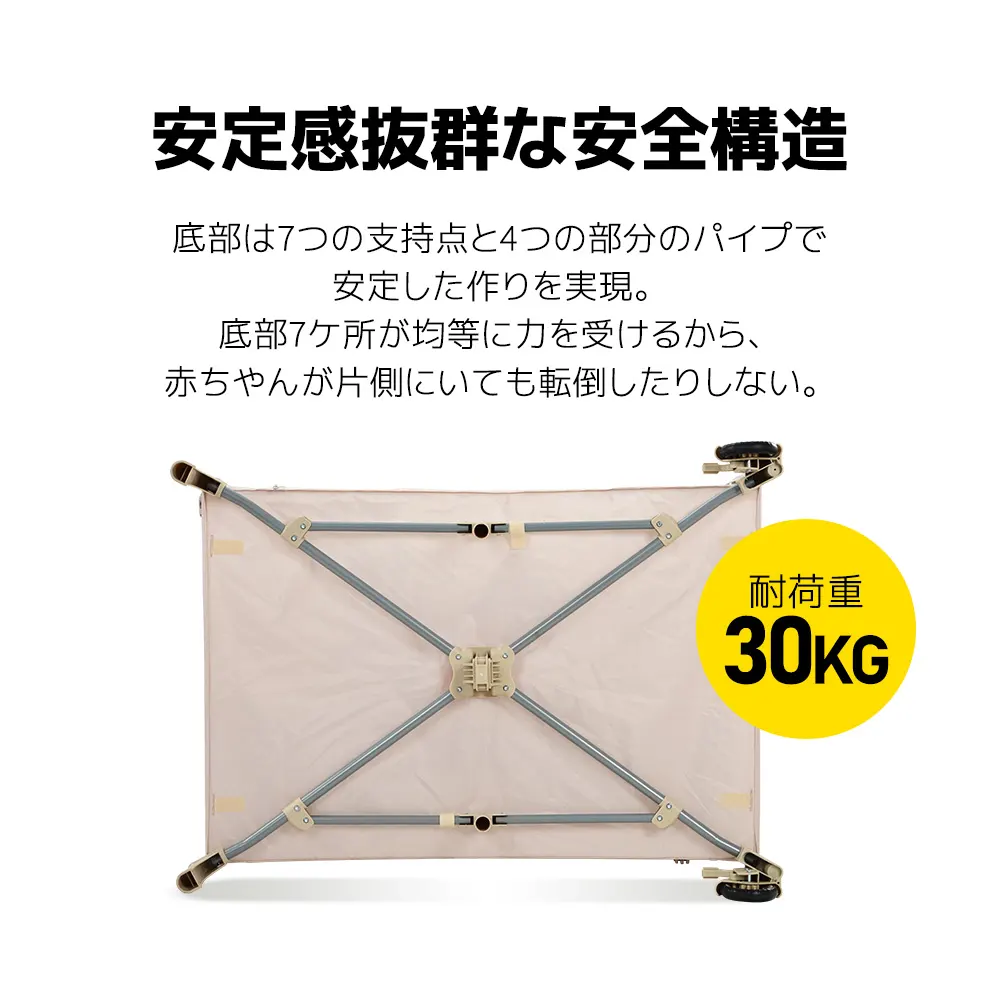 安定感抜群な安全構造
底部は7つの支持点と4つの部分のパイプで
安定した作りを実現。
底部7ケ所が均等に力を受けるから、
赤ちやんが片側にいても転倒したりしない。
耐荷重
30KG